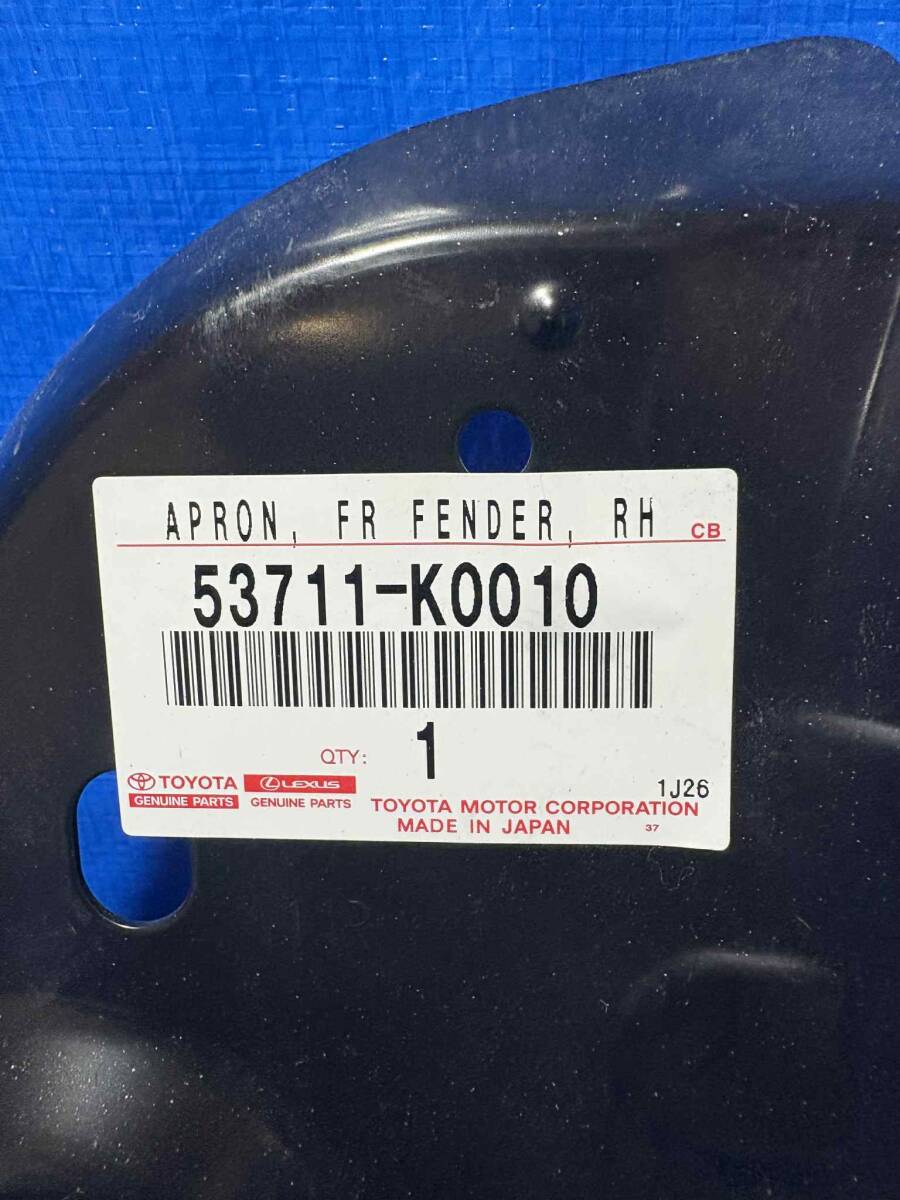 APRON, FR FENDER, RH CB
53711-K0010
QTY: 1
TOYOTA LEXUS 1J26
GENUINE PARTS GENUINE PARTS TOYOTA MOTOR CORPORATION
MADE IN JAPAN 37